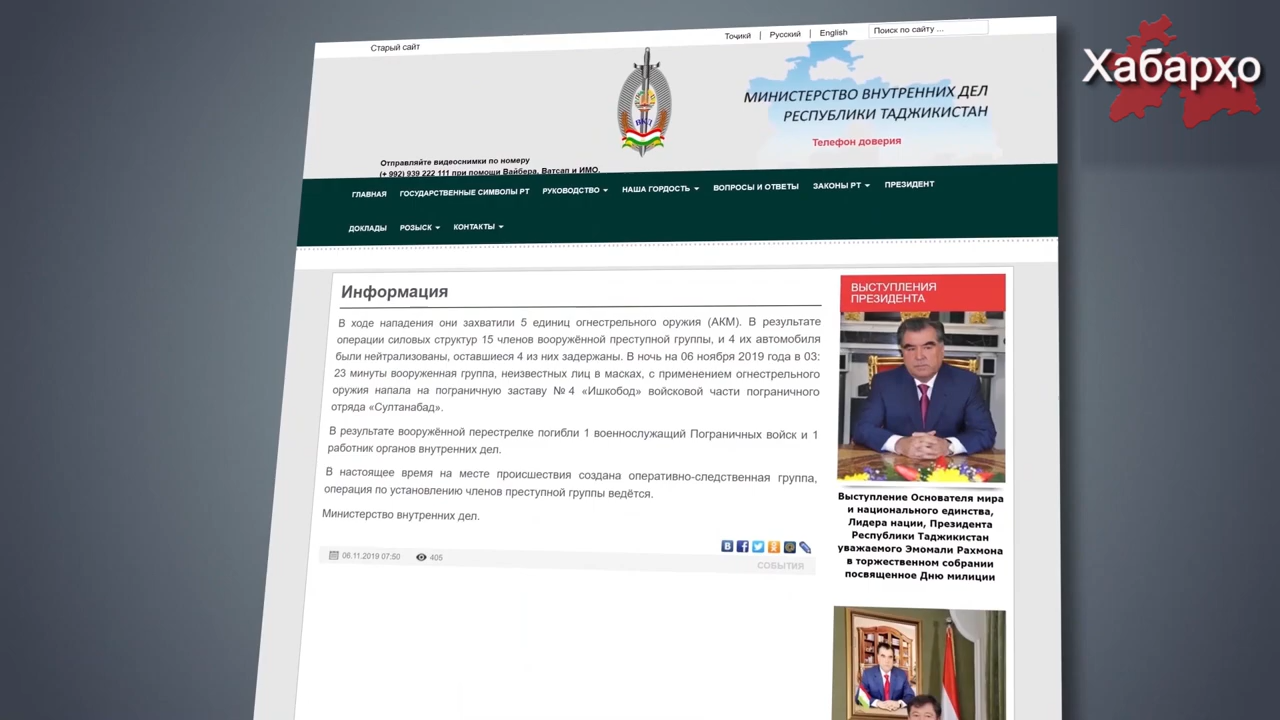 Старый сайт
Тоҷикӣ | Русский | English
Поиск по сайту ...
Хабарҳо
ВКД
МИНИСТЕРСТВО ВНУТРЕННИХ ДЕЛ
РЕСПУБЛИКИ ТАДЖИКИСТАН
Телефон доверия
Отправляйте видеоснимки по номеру
(+ 992) 939 222 111 при помощи Вайбера, Ватсап и ИМО.
ГЛАВНАЯ ГОСУДАРСТВЕННЫЕ СИМВОЛЫ РТ РУКОВОДСТВО НАША ГОРДОСТЬ ВОПРОСЫ И ОТВЕТЫ ЗАКОНЫ РТ ПРЕЗИДЕНТ
ДОКЛАДЫ РОЗЫСК КОНТАКТЫ
Информация
В ходе нападения они захватили 5 единиц огнестрельного оружия (АКМ). В результате
операции силовых структур 15 членов вооружённой преступной группы, и 4 их автомобиля
были нейтрализованы, оставшиеся 4 из них задержаны. В ночь на 06 ноября 2019 года в 03:
23 минуты вооруженная группа, неизвестных лиц в масках, с применением огнестрельного
оружия напала на пограничную заставу №4 «Ишкобод» войсковой части пограничного
отряда «Султанабад».
В результате вооружённой перестрелке погибли 1 военнослужащий Пограничных войск и 1
работник органов внутренних дел.
В настоящее время на месте происшествия создана оперативно-следственная группа,
операция по установлению членов преступной группы ведётся.
Министерство внутренних дел.
06.11.2019 07:50 405
СОБЫТИЯ
ВЫСТУПЛЕНИЯ
ПРЕЗИДЕНТА
Выступление Основателя мира
и национального единства,
Лидера нации, Президента
Республики Таджикистан
уважаемого Эмомали Рахмона
в торжественном собрании
посвященное Дню милиции